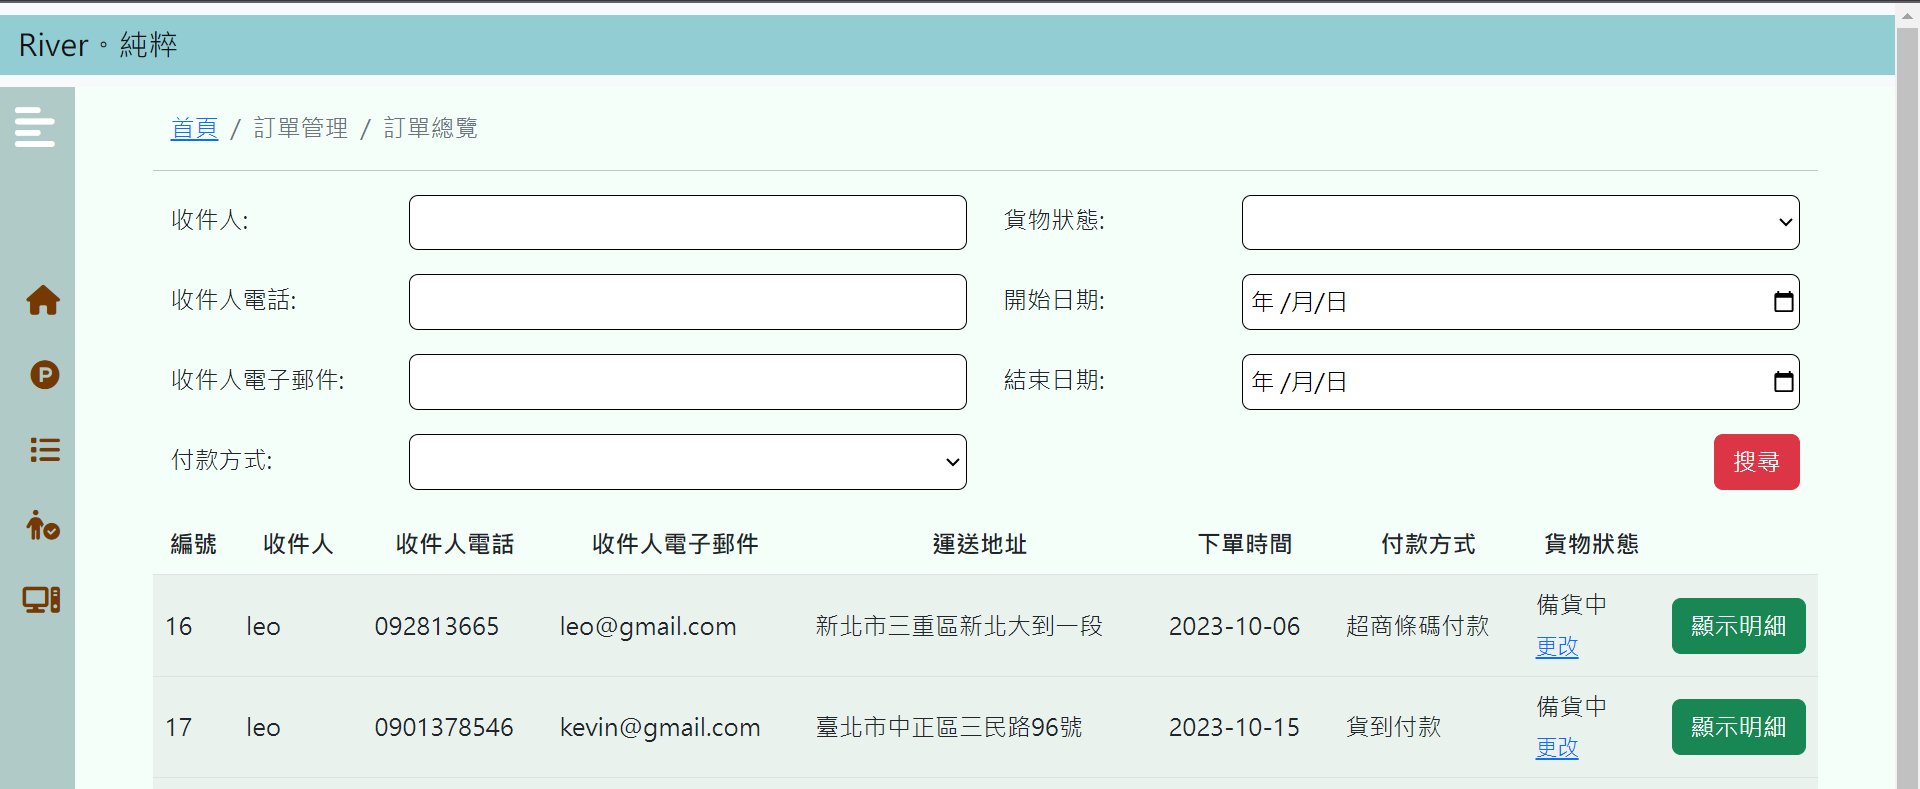 River。純粹
首頁 / 訂單管理 / 訂單總覽
收件人: 貨物狀態:
收件人電話: 開始日期: 年 /月/日
收件人電子郵件: 結束日期: 年 /月/日
付款方式: 搜尋
編號 收件人 收件人電話 收件人電子郵件 運送地址 下單時間 付款方式 貨物狀態
16 leo 092813665 leo@gmail.com 新北市三重區新北大到一段 2023-10-06 超商條碼付款 備貨中 顯示明細
更改
17 leo 0901378546 kevin@gmail.com 臺北市中正區三民路96號 2023-10-15 貨到付款 備貨中 顯示明細
更改